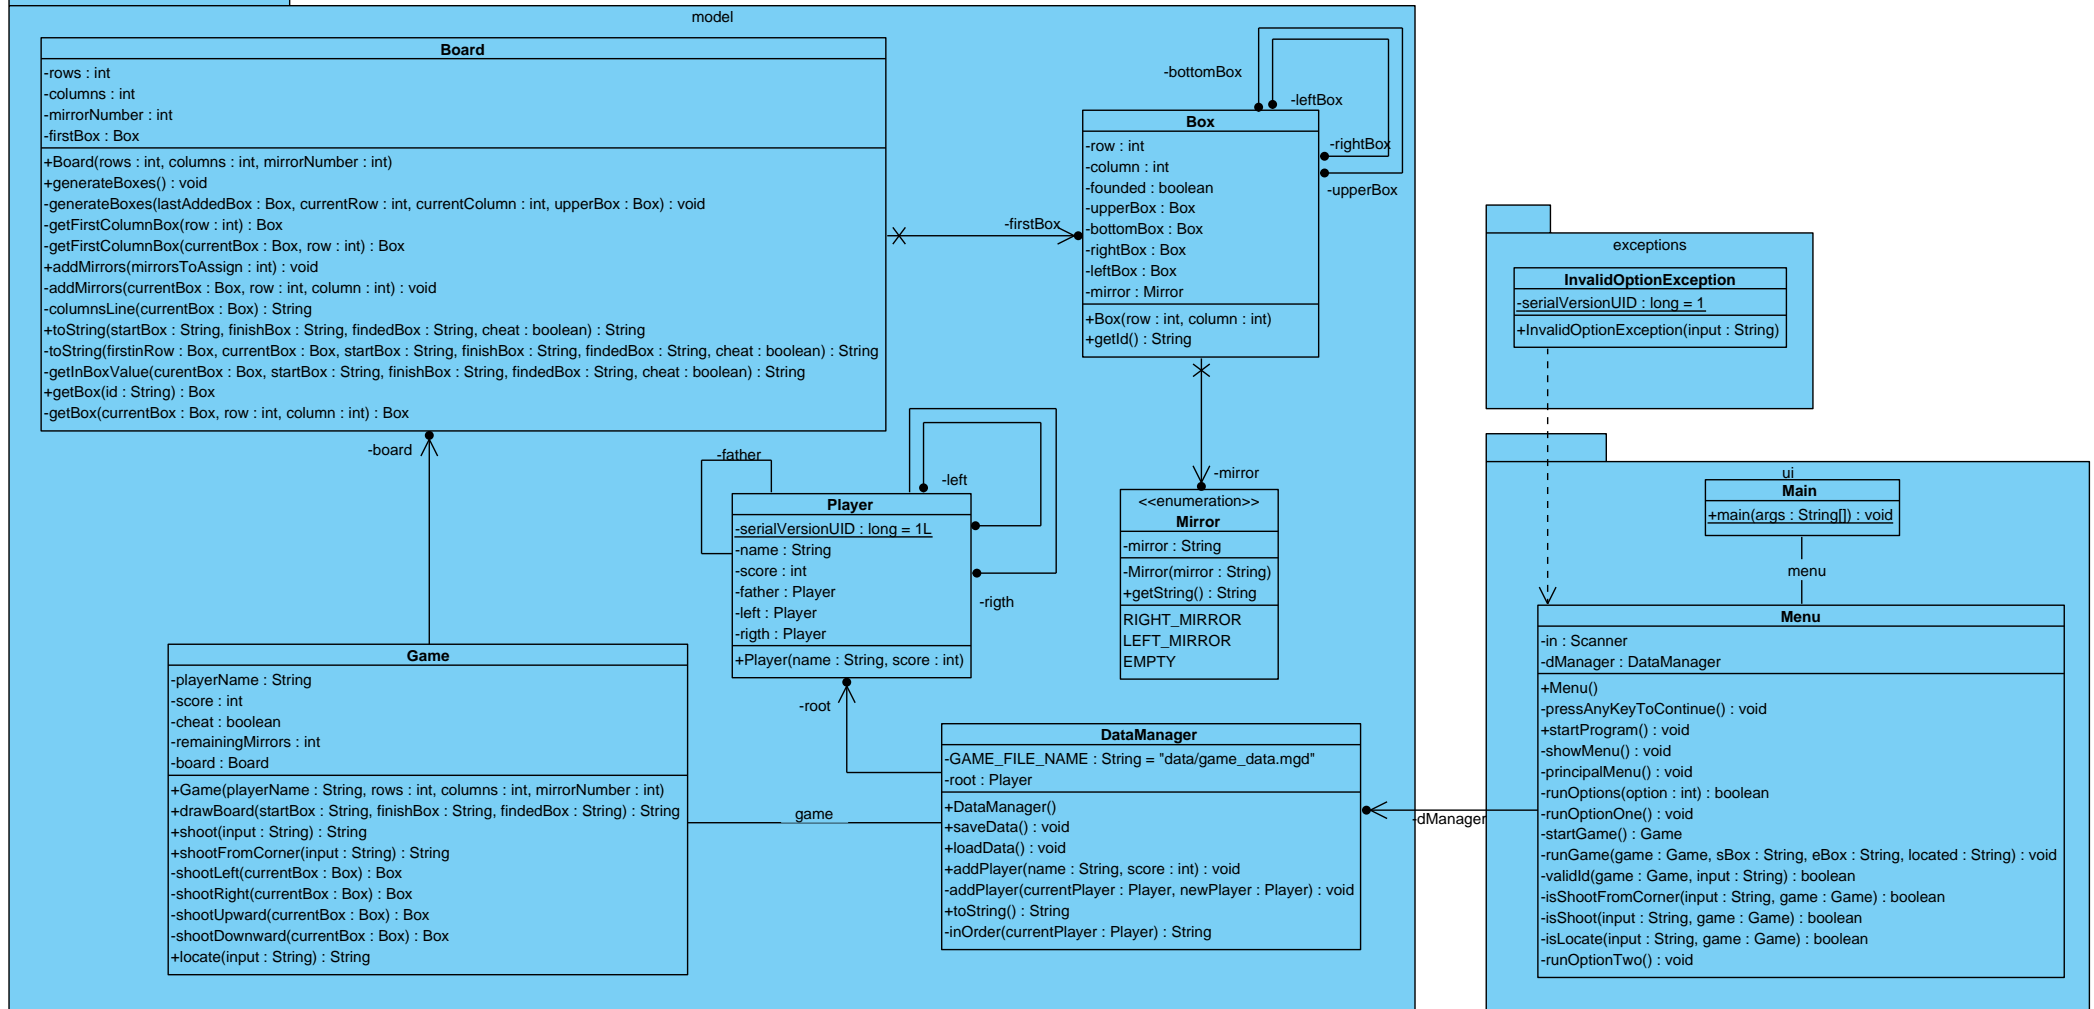 model
Board
-rows : int
-columns : int
-mirrorNumber : int
-firstBox : Box
+Board(rows : int, columns : int, mirrorNumber : int)
+generateBoxes() : void
-generateBoxes(lastAddedBox : Box, currentRow : int, currentColumn : int, upperBox : Box) : void
-getFirstColumnBox(row : int) : Box
-getFirstColumnBox(currentBox : Box, row : int) : Box
+addMirrors(mirrorsToAssign : int) : void
-addMirrors(currentBox : Box, row : int, column : int) : void
-columnsLine(currentBox : Box) : String
+toString(startBox : String, finishBox : String, findedBox : String, cheat : boolean) : String
-toString(firstinRow : Box, currentBox : Box, startBox : String, finishBox : String, findedBox : String, cheat : boolean) : String
-getInBoxValue(curentBox : Box, startBox : String, finishBox : String, findedBox : String, cheat : boolean) : String
+getBox(id : String) : Box
-getBox(currentBox : Box, row : int, column : int) : Box
-firstBox
-bottomBox
-leftBox
-rightBox
-upperBox
Box
-row : int
-column : int
-founded : boolean
-upperBox : Box
-bottomBox : Box
-rightBox : Box
-leftBox : Box
-mirror : Mirror
+Box(row : int, column : int)
+getId() : String
-mirror
<<enumeration>>
Mirror
-mirror : String
-Mirror(mirror : String)
+getString() : String
RIGHT_MIRROR
LEFT_MIRROR
EMPTY
-board
-father
-left
-rigth
Player
-serialVersionUID : long = 1L
-name : String
-score : int
-father : Player
-left : Player
-rigth : Player
+Player(name : String, score : int)
-root
Game
-playerName : String
-score : int
-cheat : boolean
-remainingMirrors : int
-board : Board
+Game(playerName : String, rows : int, columns : int, mirrorNumber : int)
+drawBoard(startBox : String, finishBox : String, findedBox : String) : String
+shoot(input : String) : String
+shootFromCorner(input : String) : String
-shootLeft(currentBox : Box) : Box
-shootRight(currentBox : Box) : Box
-shootUpward(currentBox : Box) : Box
-shootDownward(currentBox : Box) : Box
+locate(input : String) : String
game
DataManager
-GAME_FILE_NAME : String = "data/game_data.mgd"
-root : Player
+DataManager()
+saveData() : void
+loadData() : void
+addPlayer(name : String, score : int) : void
-addPlayer(currentPlayer : Player, newPlayer : Player) : void
+toString() : String
-inOrder(currentPlayer : Player) : String
-dManager
exceptions
InvalidOptionException
-serialVersionUID : long = 1
+InvalidOptionException(input : String)
ui
Main
+main(args : String[]) : void
menu
Menu
-in : Scanner
-dManager : DataManager
+Menu()
-pressAnyKeyToContinue() : void
+startProgram() : void
-showMenu() : void
-principalMenu() : void
-runOptions(option : int) : boolean
-runOptionOne() : void
-startGame() : Game
-runGame(game : Game, sBox : String, eBox : String, located : String) : void
-validId(game : Game, input : String) : boolean
-isShootFromCorner(input : String, game : Game) : boolean
-isShoot(input : String, game : Game) : boolean
-isLocate(input : String, game : Game) : boolean
-runOptionTwo() : void